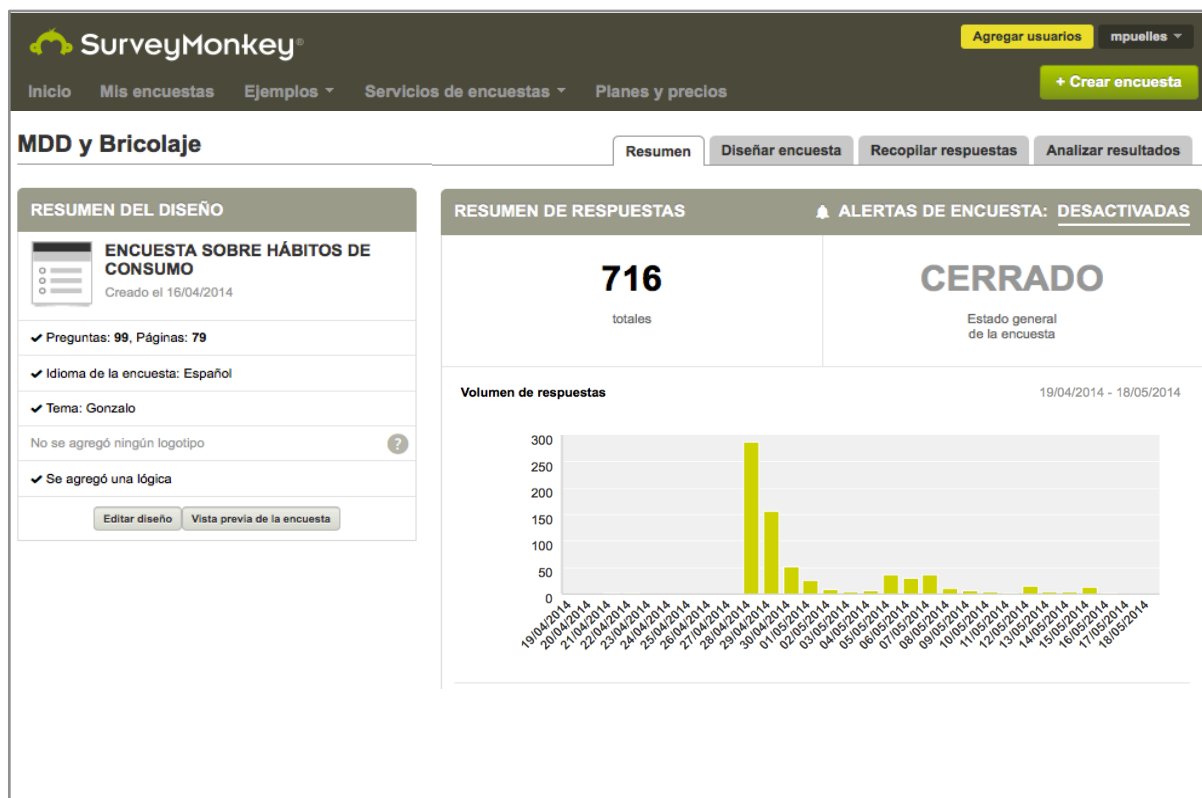 SurveyMonkey®
Agregar usuarios
mpuelles
Inicio
Mis encuestas
Ejemplos
Servicios de encuestas
Planes y precios
+ Crear encuesta
MDD y Bricolaje
Resumen
Diseñar encuesta
Recopilar respuestas
Analizar resultados
RESUMEN DEL DISEÑO
ENCUESTA SOBRE HÁBITOS DE
CONSUMO
Creado el 16/04/2014
Preguntas: 99, Páginas: 79
Idioma de la encuesta: Español
Tema: Gonzalo
No se agregó ningún logotipo
?
Se agregó una lógica
Editar diseño
Vista previa de la encuesta
RESUMEN DE RESPUESTAS
ALERTAS DE ENCUESTA: DESACTIVADAS
716
totales
CERRADO
Estado general
de la encuesta
Volumen de respuestas
19/04/2014 - 18/05/2014
300
250
200
150
100
50
0
19/04/2014
20/04/2014
21/04/2014
22/04/2014
23/04/2014
24/04/2014
25/04/2014
26/04/2014
27/04/2014
28/04/2014
29/04/2014
30/04/2014
01/05/2014
02/05/2014
03/05/2014
04/05/2014
05/05/2014
06/05/2014
07/05/2014
08/05/2014
09/05/2014
10/05/2014
11/05/2014
12/05/2014
13/05/2014
14/05/2014
15/05/2014
16/05/2014
17/05/2014
18/05/2014